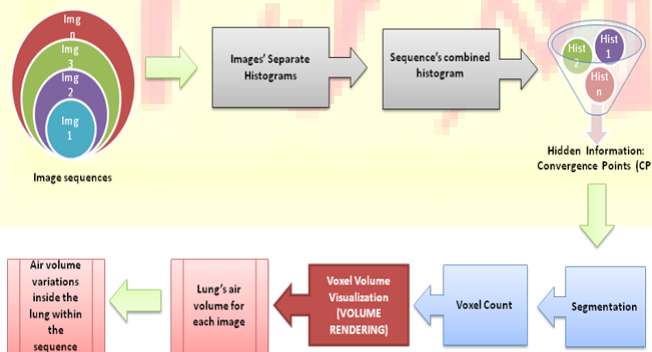 Img
n
Img
3
Img
2
Img
1
Image sequences
Images' Separate
Histograms
Sequence's combined
histogram
Hist
2
Hist
1
Hist
n
Hidden Information:
Convergence Points (CP
Segmentation
Voxel Count
Voxel Volume
Visualization
(VOLUME
RENDERING)
Lung's air
volume for
each image
Air volume
variations
inside the
lung within
the
sequence